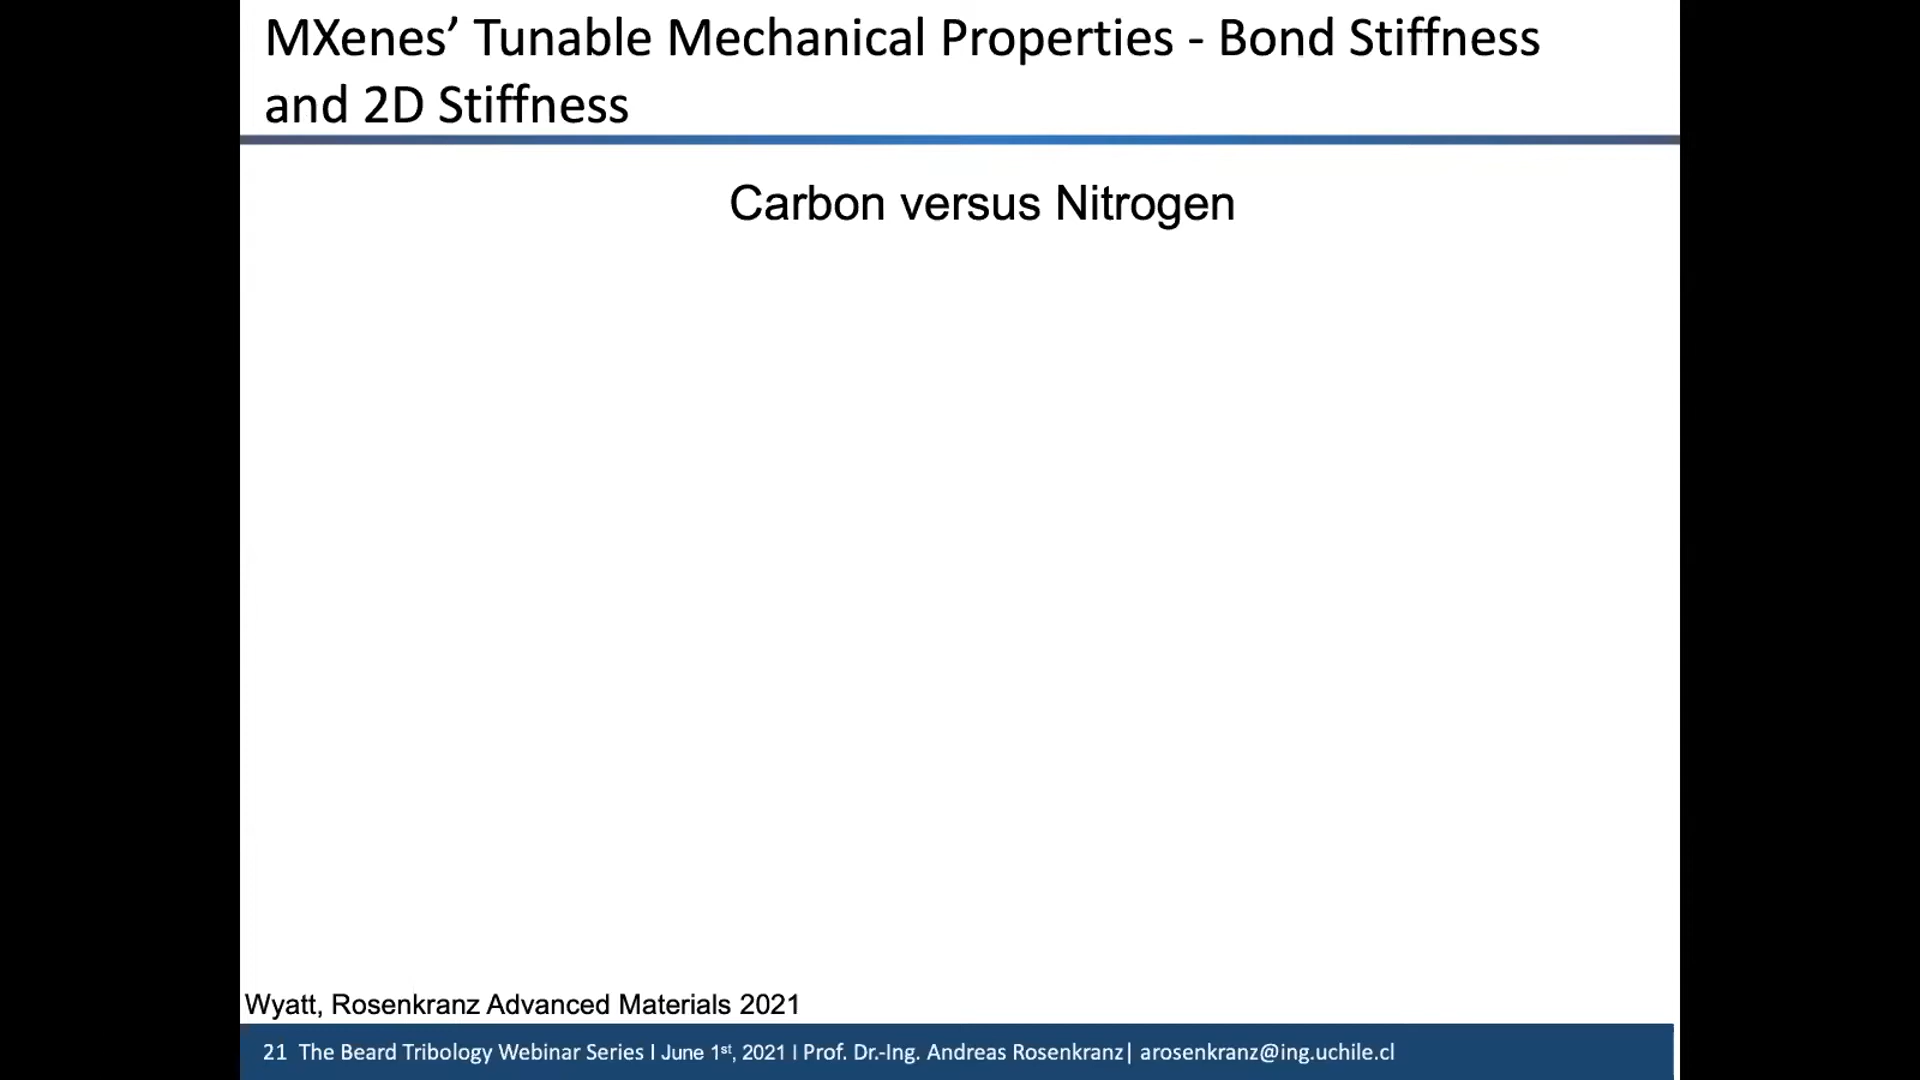 MXenes’ Tunable Mechanical Properties - Bond Stiffness
and 2D Stiffness
Carbon versus Nitrogen
Wyatt, Rosenkranz Advanced Materials 2021
21 The Beard Tribology Webinar Series I June 1st, 2021 I Prof. Dr.-Ing. Andreas Rosenkranz| arosenkranz@ing.uchile.cl